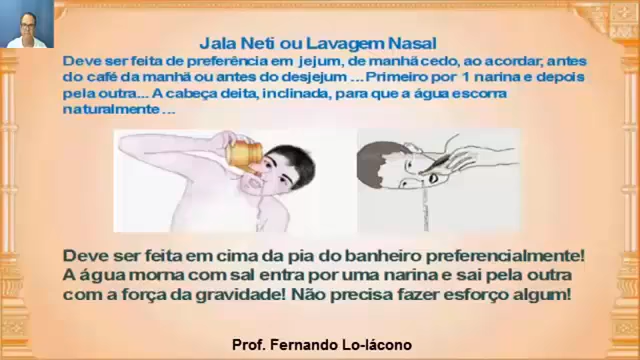 Jala Neti ou Lavagem Nasal
Deve ser feita de preferência em jejum, de manhã cedo, ao acordar, antes
do café da manhã ou antes do desjejum ... Primeiro por 1 narina e depois
pela outra... A cabeça deita, inclinada, para que a água escorra
naturalmente ...
Deve ser feita em cima da pia do banheiro preferencialmente!
A água morna com sal entra por uma narina e sai pela outra
com a força da gravidade! Não precisa fazer esforço algum!
Prof. Fernando Lo-Iácono